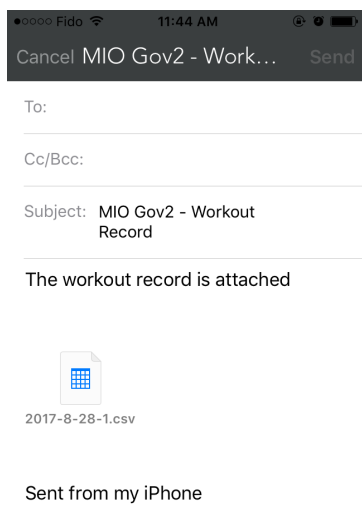 Fido 11:44 AM
Cancel MIO Gov2 - Work... Send
To:
Cc/Bcc:
Subject: MIO Gov2 - Workout
Record
The workout record is attached
2017-8-28-1.csv
Sent from my iPhone